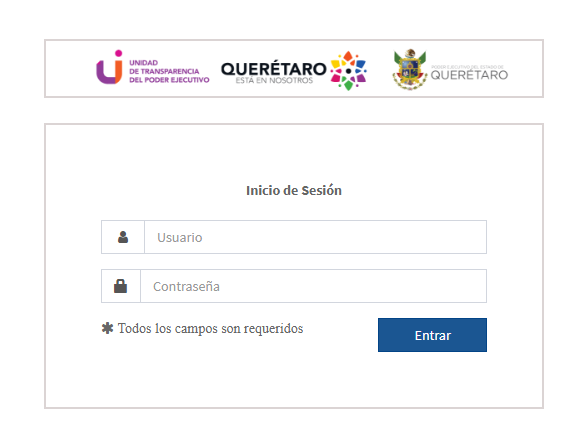 UNIDAD
DE TRANSPARENCIA
DEL PODER EJECUTIVO
QUERÉTARO
ESTÁ EN NOSOTROS
PODER EJECUTIVO DEL ESTADO DE
QUERÉTARO
Inicio de Sesión
Usuario
Contraseña
✱ Todos los campos son requeridos
Entrar